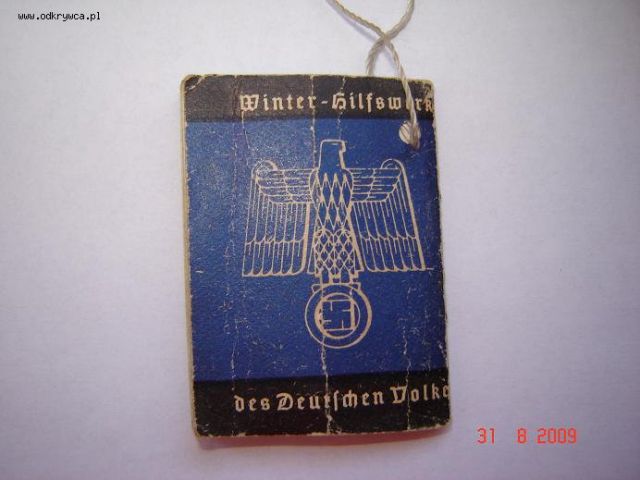 www.odkrywca.pl
Winter-Hilfswerk
des Deutschen Volke
31 8 2009